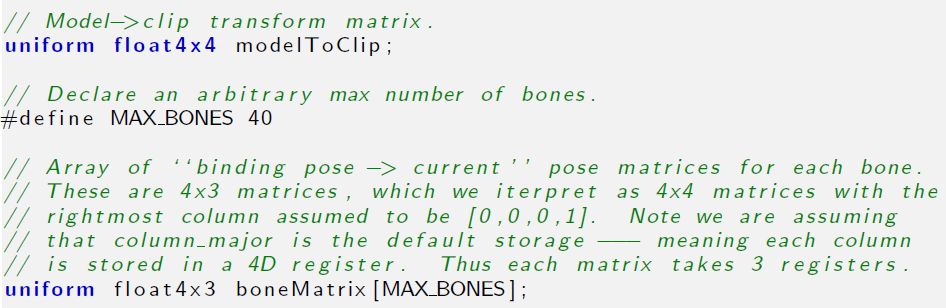 // Model−>clip transform matrix.
uniform float4x4 modelToClip;
// Declare an arbitrary max number of bones.
#define MAX_BONES 40
// Array of ‘‘binding pose −> current’’ pose matrices for each bone.
// These are 4x3 matrices, which we iterpret as 4x4 matrices with the
// rightmost column assumed to be [0,0,0,1]. Note we are assuming
// that column_major is the default storage −−− meaning each column
// is stored in a 4D register. Thus each matrix takes 3 registers.
uniform float4x3 boneMatrix[MAX_BONES];